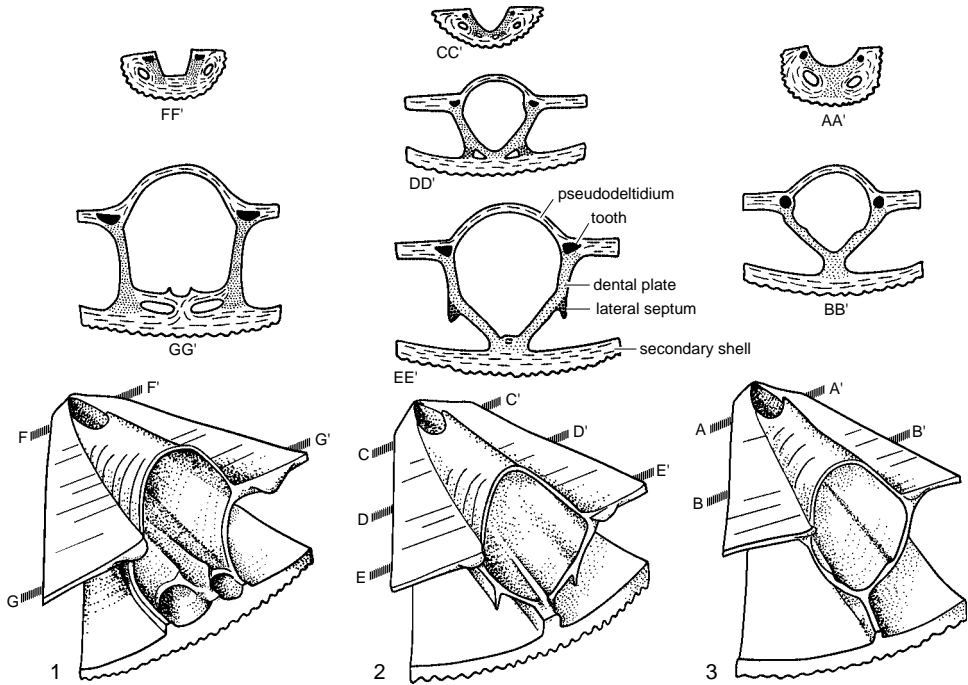 CC'
FF'
AA'
DD'
pseudodeltidium
tooth
dental plate
lateral septum
secondary shell
BB'
GG'
EE'
F'
F
G'
G
1
C'
C
D'
D
E'
E
2
A'
A
B'
B
3